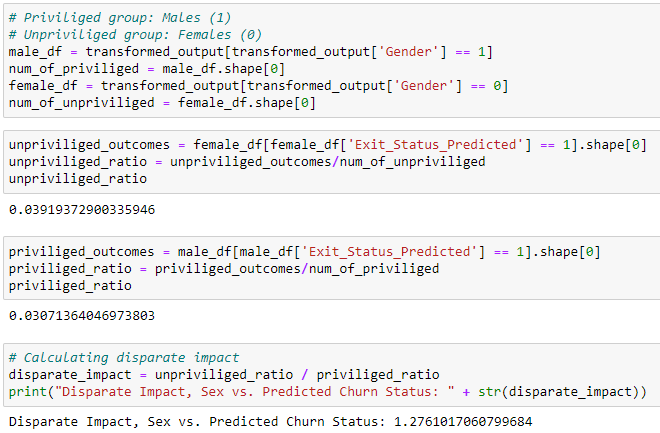 # Priviliged group: Males (1)
# Unpriviliged group: Females (0)
male_df = transformed_output[transformed_output['Gender'] == 1]
num_of_priviliged = male_df.shape[0]
female_df = transformed_output[transformed_output['Gender'] == 0]
num_of_unpriviliged = female_df.shape[0]
unpriviliged_outcomes = female_df[female_df['Exit_Status_Predicted'] == 1].shape[0]
unpriviliged_ratio = unpriviliged_outcomes/num_of_unpriviliged
unpriviliged_ratio
0.03919372900335946
priviliged_outcomes = male_df[male_df['Exit_Status_Predicted'] == 1].shape[0]
priviliged_ratio = priviliged_outcomes/num_of_priviliged
priviliged_ratio
0.03071364046973803
# Calculating disparate impact
disparate_impact = unpriviliged_ratio / priviliged_ratio
print("Disparate Impact, Sex vs. Predicted Churn Status: " + str(disparate_impact))
Disparate Impact, Sex vs. Predicted Churn Status: 1.2761017060799684